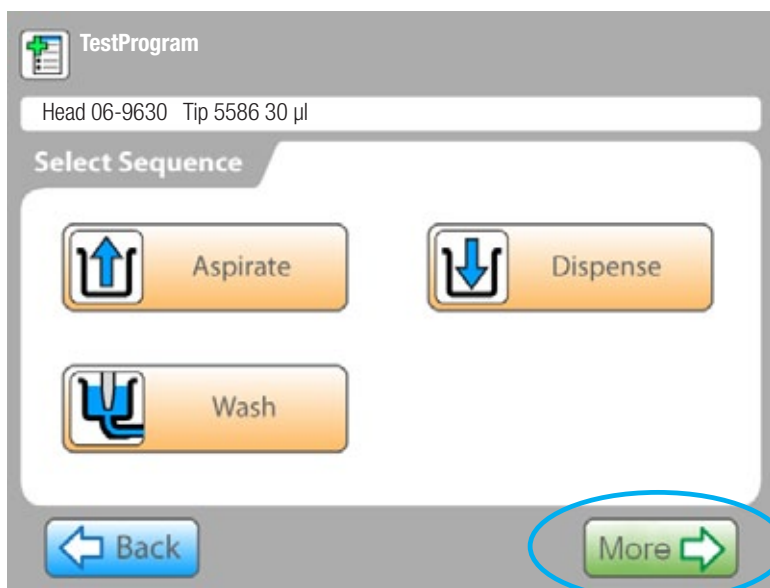 TestProgram
Head 06-9630 Tip 5586 30 µl
Select Sequence
Aspirate
Dispense
Wash
Back
More